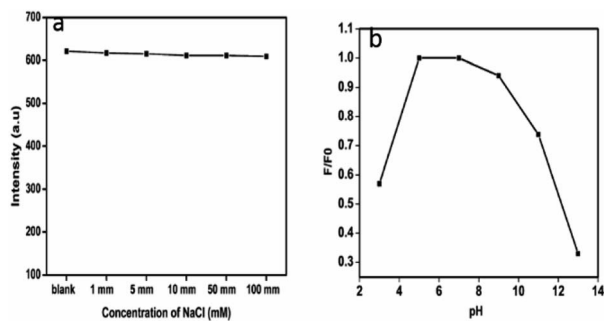 a
700
600
500
400
300
200
100
Intensity (a.u)
blank 1 mm 5 mm 10 mm 50 mm 100 mm
Concentration of NaCl (mM)
b
1.1
1.0
0.9
0.8
0.7
0.6
0.5
0.4
0.3
F/F0
2 4 6 8 10 12 14
pH